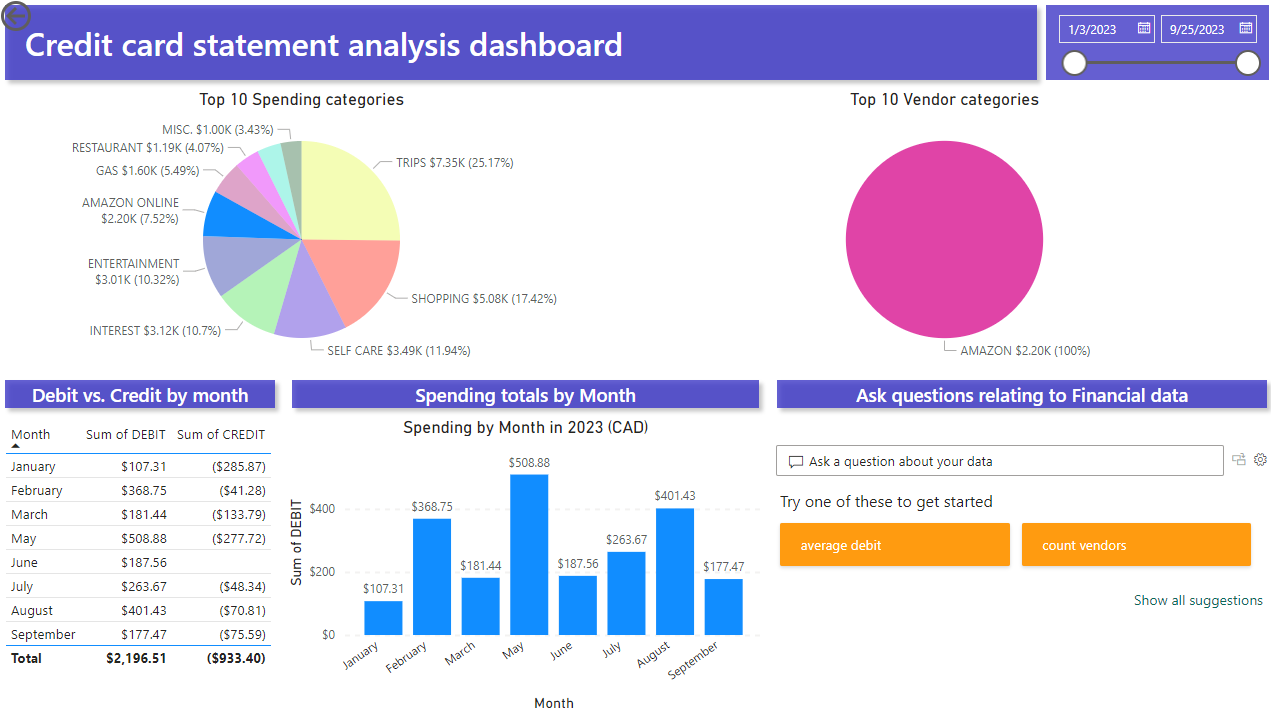 Credit card statement analysis dashboard
1/3/2023
9/25/2023
Top 10 Spending categories
MISC. $1.00K (3.43%)
RESTAURANT $1.19K (4.07%)
GAS $1.60K (5.49%)
AMAZON ONLINE
$2.20K (7.52%)
ENTERTAINMENT
$3.01K (10.32%)
INTEREST $3.12K (10.7%)
TRIPS $7.35K (25.17%)
SHOPPING $5.08K (17.42%)
SELF CARE $3.49K (11.94%)
Top 10 Vendor categories
AMAZON $2.20K (100%)
Debit vs. Credit by month
Month Sum of DEBIT Sum of CREDIT
January $107.31 ($285.87)
February $368.75 ($41.28)
March $181.44 ($133.79)
May $508.88 ($277.72)
June $187.56
July $263.67 ($48.34)
August $401.43 ($70.81)
September $177.47 ($75.59)
Total $2,196.51 ($933.40)
Spending totals by Month
Spending by Month in 2023 (CAD)
Sum of DEBIT
$400
$200
$0
$107.31
$368.75
$181.44
$508.88
$187.56
$263.67
$401.43
$177.47
January
February
March
May
June
July
August
September
Month
Ask questions relating to Financial data
Ask a question about your data
Try one of these to get started
average debit
count vendors
Show all suggestions